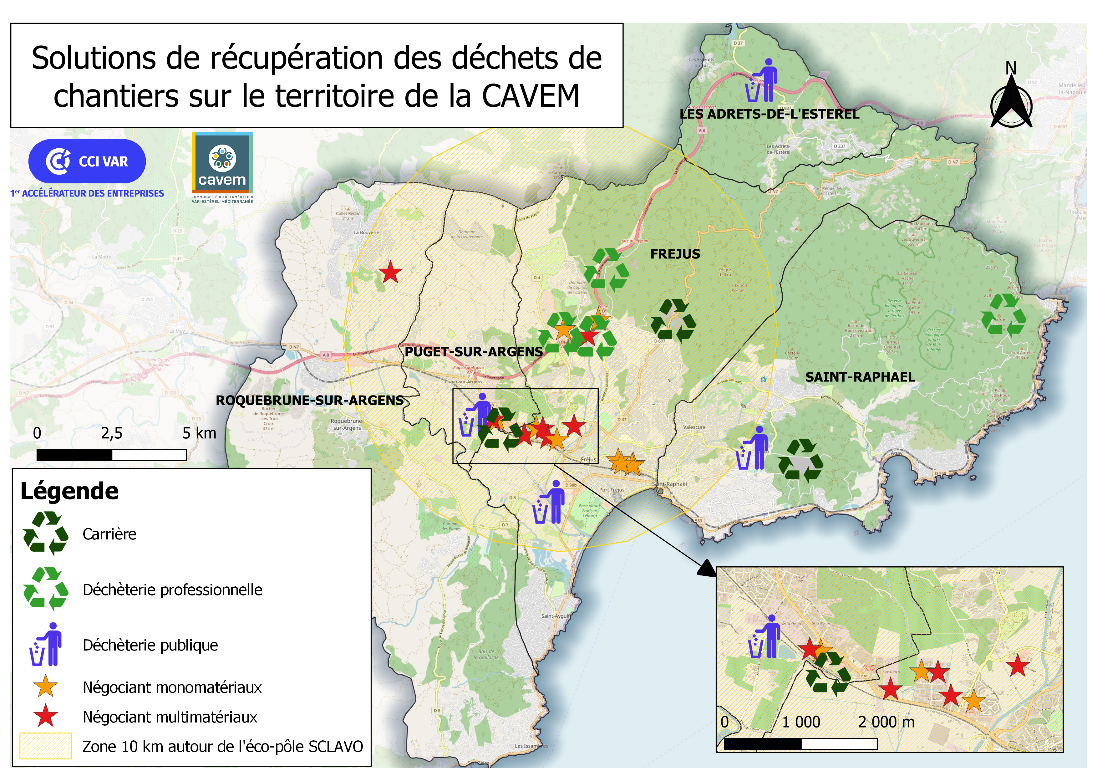 Solutions de récupération des déchets de
chantiers sur le territoire de la CAVEM
CCI VAR
1er ACCÉLÉRATEUR DES ENTREPRISES
cavem
VAR-ESTÉREL-MÉDITERRANÉE
N
LES ADRETS-DE-L'ESTEREL
FREJUS
PUGET-SUR-ARGENS
SAINT-RAPHAEL
ROQUEBRUNE-SUR-ARGENS
0 2,5 5 km
Légende
Carrière
Déchèterie professionnelle
Déchèterie publique
Négociant monomatériaux
Négociant multimatériaux
Zone 10 km autour de l'éco-pôle SCLAVO
0 1 000 2 000 m